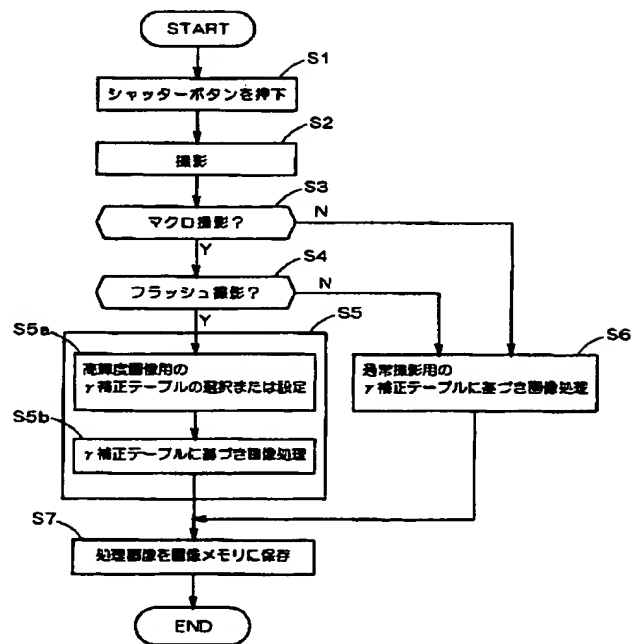 START
S1
シャッターボタンを押下
S2
撮影
S3
マクロ撮影?
N
Y
S4
フラッシュ撮影?
N
Y
S5
S5a
高輝度画像用の
γ補正テーブルの選択または設定
S5b
γ補正テーブルに基づき画像処理
S6
通常撮影用の
γ補正テーブルに基づき画像処理
S7
処理画像を画像メモリに保存
END